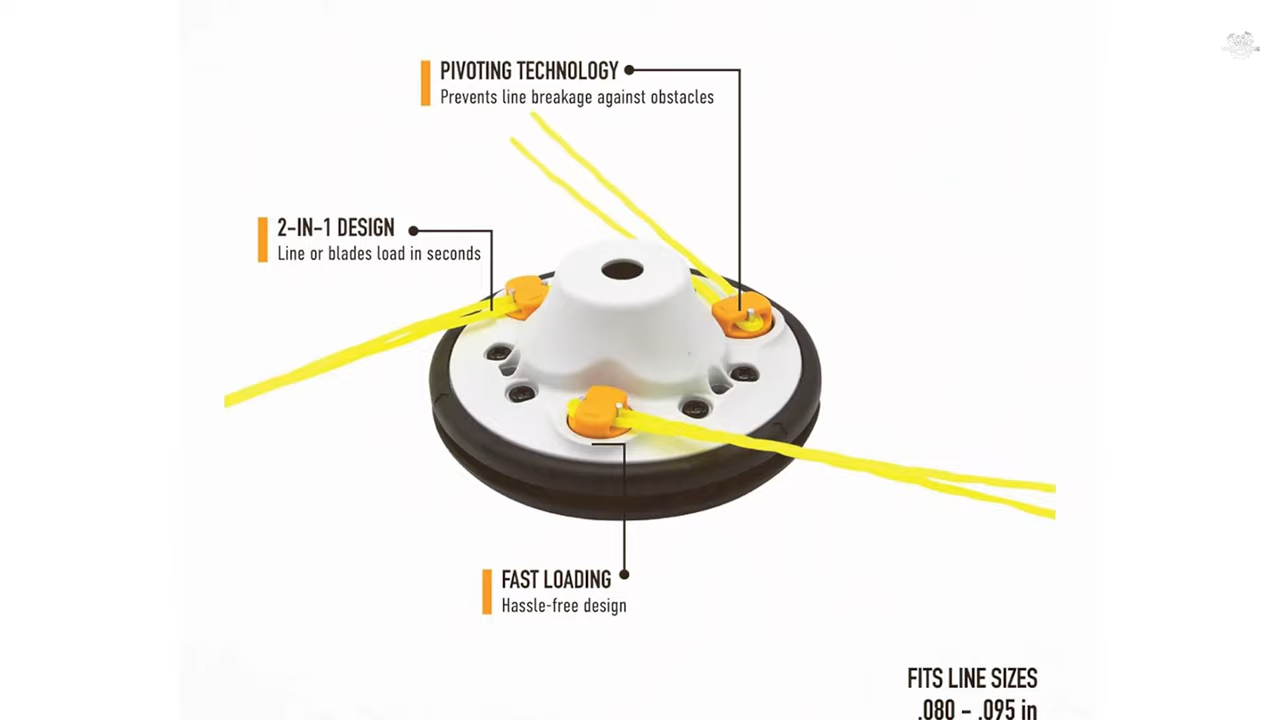 PIVOTING TECHNOLOGY
Prevents line breakage against obstacles
2-IN-1 DESIGN
Line or blades load in seconds
FAST LOADING
Hassle-free design
FITS LINE SIZES
.080 – .095 in